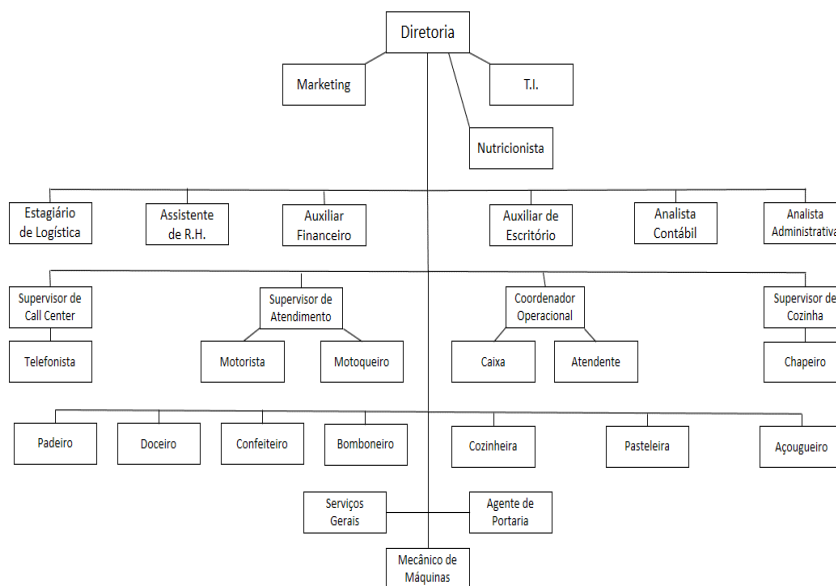 Diretoria
Marketing
T.I.
Nutricionista
Estagiário
de Logística
Assistente
de R.H.
Auxiliar
Financeiro
Auxiliar de
Escritório
Analista
Contábil
Analista
Administrativa
Supervisor de
Call Center
Supervisor de
Atendimento
Coordenador
Operacional
Supervisor de
Cozinha
Telefonista
Motorista
Motoqueiro
Caixa
Atendente
Chapeiro
Padeiro
Doceiro
Confeiteiro
Bomboneiro
Cozinheira
Pasteleira
Açougueiro
Serviços
Gerais
Agente de
Portaria
Mecânico de
Máquinas